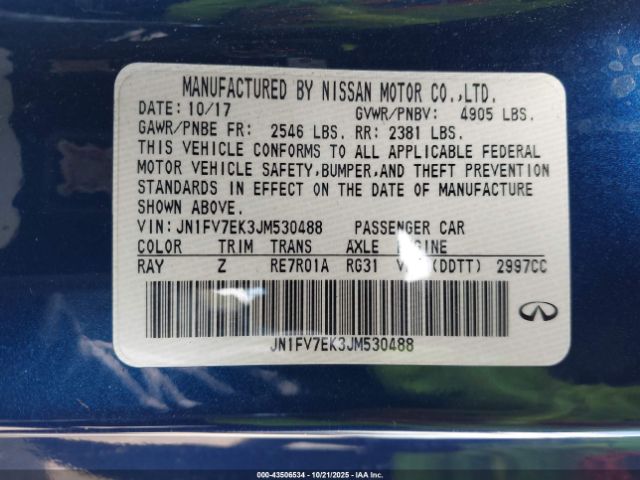 MANUFACTURED BY NISSAN MOTOR CO.,LTD.
DATE: 10/17 GVWR/PNBV: 4905 LBS.
GAWR/PNBE FR: 2546 LBS. RR: 2381 LBS.
THIS VEHICLE CONFORMS TO ALL APPLICABLE FEDERAL
MOTOR VEHICLE SAFETY,BUMPER,AND THEFT PREVENTION
STANDARDS IN EFFECT ON THE DATE OF MANUFACTURE
SHOWN ABOVE.
VIN: JN1FV7EK3JM530488 PASSENGER CAR
COLOR TRIM TRANS AXLE ENGINE
RAY Z RE7R01A RG31 (DDTT) 2997CC
JN1FV7EK3JM530488
000-43506534 - 10/21/2025 - IAAI.com